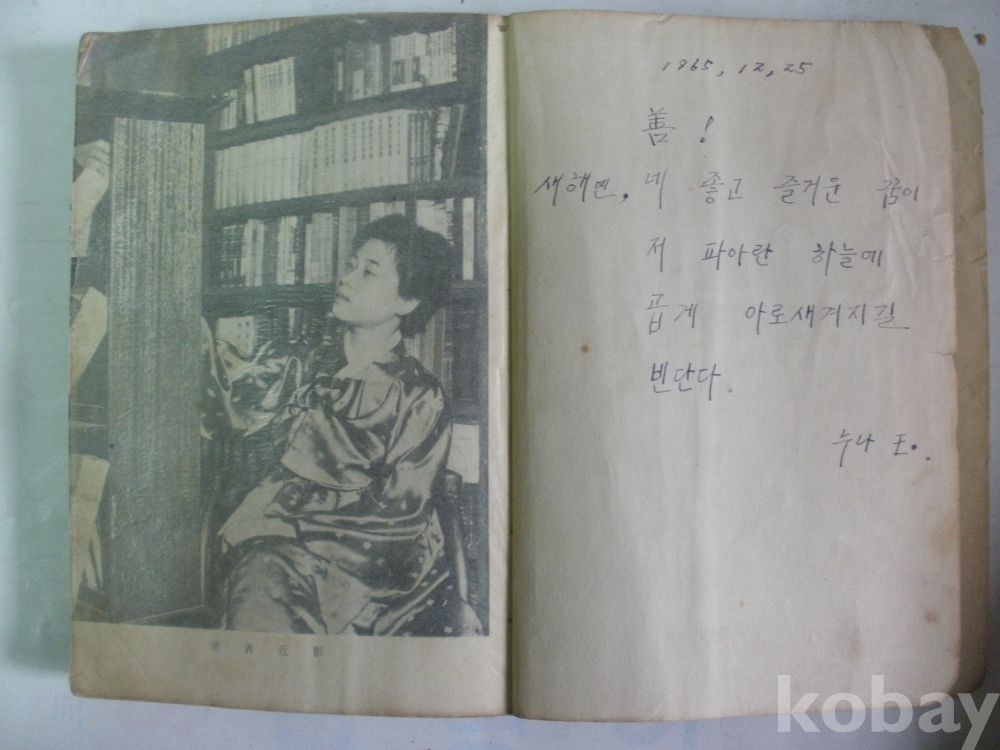 著者近影
1965, 12, 25
善 !
새해엔, 네 좋고 즐거운 꿈이
저 파아란 하늘에
곱게 아로새겨지길
빈단다。
누나
kobay